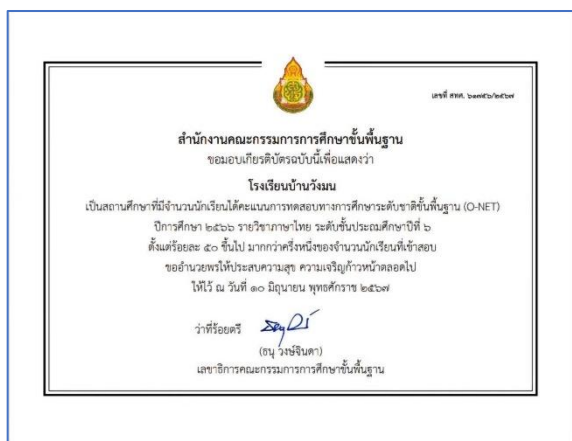 เลขที่ สทศ. ๖๑๗๕๖/๒๕๖๗
สำนักงานคณะกรรมการการศึกษาขั้นพื้นฐาน
ขอมอบเกียรติบัตรฉบับนี้เพื่อแสดงว่า
โรงเรียนบ้านวังมน
เป็นสถานศึกษาที่มีจำนวนนักเรียนได้คะแนนการทดสอบทางการศึกษาระดับชาติขั้นพื้นฐาน (O-NET)
ปีการศึกษา ๒๕๖๖ รายวิชาภาษาไทย ระดับชั้นประถมศึกษาปีที่ ๖
ตั้งแต่ร้อยละ ๕๐ ขึ้นไป มากกว่าครึ่งหนึ่งของจำนวนนักเรียนที่เข้าสอบ
ขออำนวยพรให้ประสบความสุข ความเจริญก้าวหน้าตลอดไป
ให้ไว้ ณ วันที่ ๑๐ มิถุนายน พุทธศักราช ๒๕๖๗
ว่าที่ร้อยตรี
(ธนุ วงษ์จินดา)
เลขาธิการคณะกรรมการการศึกษาขั้นพื้นฐาน